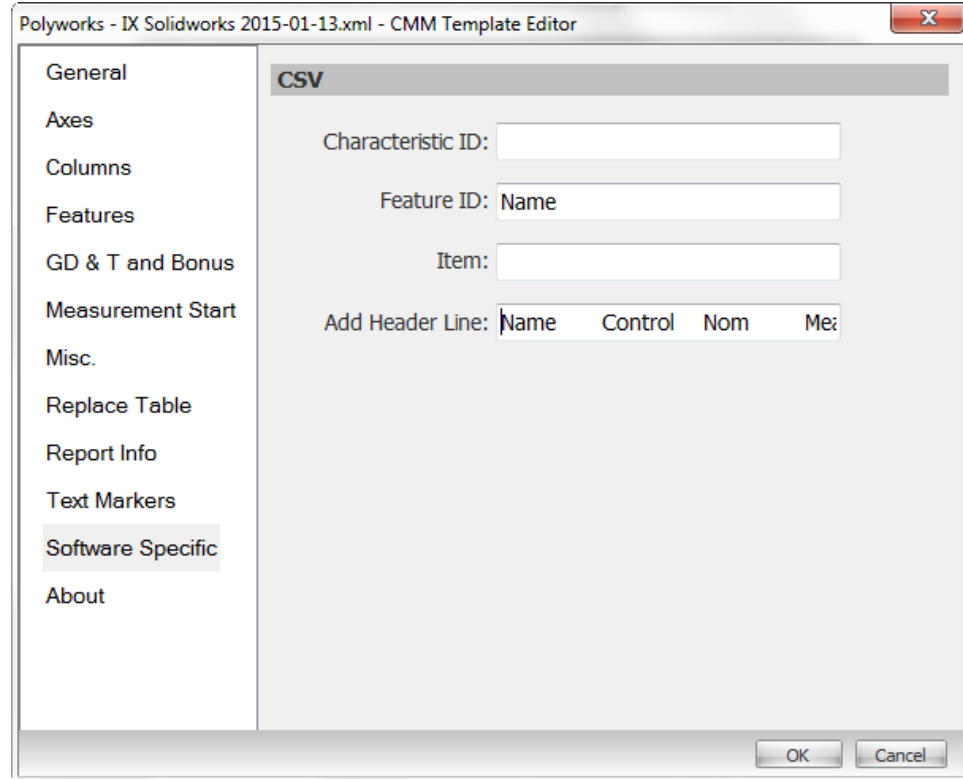 Polyworks - IX Solidworks 2015-01-13.xml - CMM Template Editor
General
Axes
Columns
Features
GD & T and Bonus
Measurement Start
Misc.
Replace Table
Report Info
Text Markers
Software Specific
About
CSV
Characteristic ID:
Feature ID: Name
Item:
Add Header Line: Name Control Nom Mea
OK Cancel